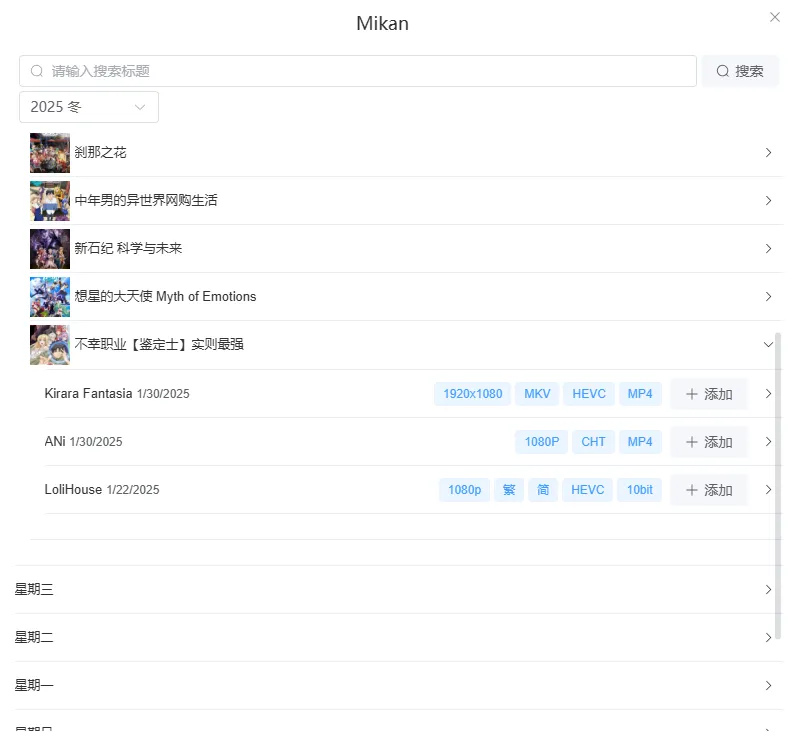 Mikan
请输入搜索标题
搜索
2025 冬
刹那之花
中年男的异世界网购生活
新石纪 科学与未来
想星的大天使 Myth of Emotions
不幸职业【鉴定士】实则最强
Kirara Fantasia 1/30/2025 1920x1080 MKV HEVC MP4 添加
ANi 1/30/2025 1080P CHT MP4 添加
LoliHouse 1/22/2025 1080p 繁 简 HEVC 10bit 添加
星期三
星期二
星期一